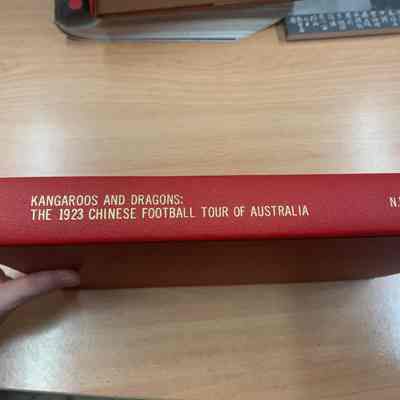 KANGAROOS AND DRAGONS:
THE 1923 CHINESE FOOTBALL TOUR OF AUSTRALIA